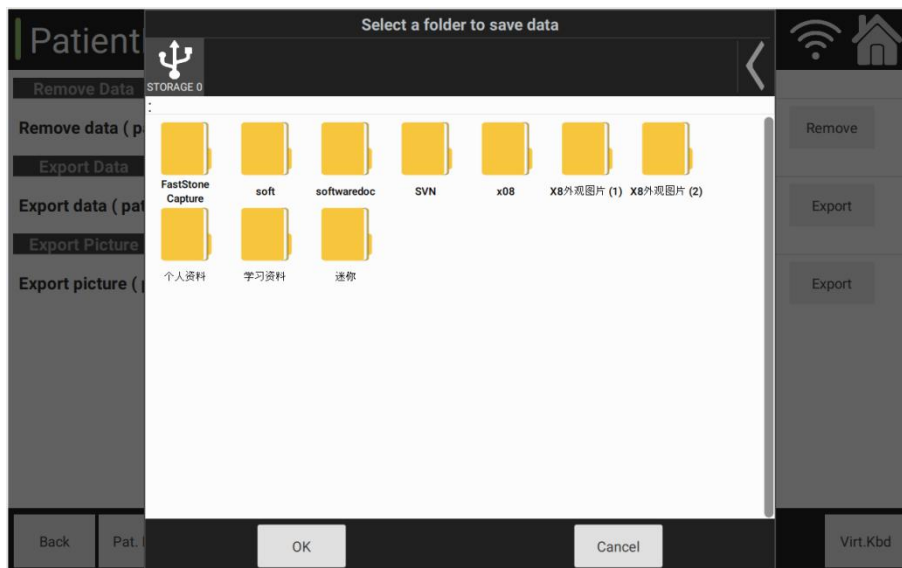 Select a folder to save data
Patient
STORAGE 0
Remove Data
:
Remove data ( p
Remove
Export Data
FastStone
Capture
soft
softwaredoc
SVN
x08
X8外观图片 (1)
X8外观图片 (2)
Export data ( pat
Export
Export Picture
个人资料
学习资料
迷你
Export picture (
Export
Back
Pat.
OK
Cancel
Virt.Kbd